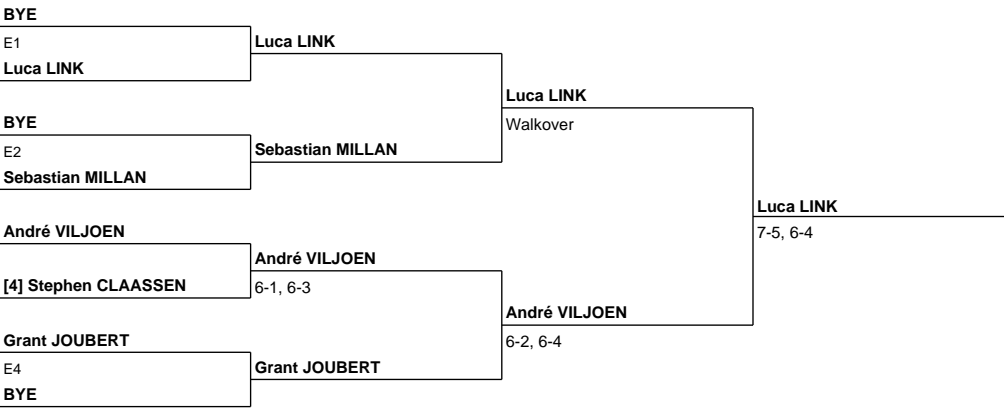 BYE
E1
Luca LINK
BYE
E2
Sebastian MILLAN
André VILJOEN
[4] Stephen CLAASSEN
Grant JOUBERT
E4
BYE
Luca LINK
Sebastian MILLAN
André VILJOEN
6-1, 6-3
Grant JOUBERT
Luca LINK
Walkover
André VILJOEN
6-2, 6-4
Luca LINK
7-5, 6-4